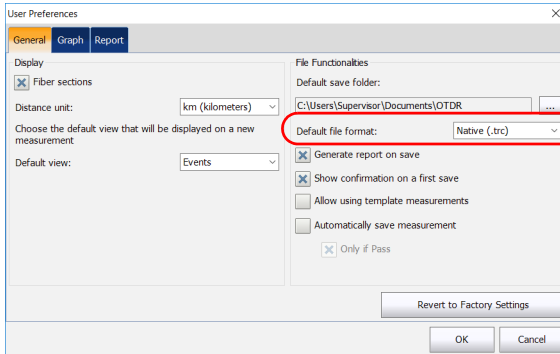 User Preferences
General Graph Report
Display
Fiber sections
Distance unit: km (kilometers)
Choose the default view that will be displayed on a new
measurement
Default view: Events
File Functionalities
Default save folder:
C:\Users\Supervisor\Documents\OTDR ...
Default file format: Native (.trc)
Generate report on save
Show confirmation on a first save
Allow using template measurements
Automatically save measurement
Only if Pass
Revert to Factory Settings
OK Cancel